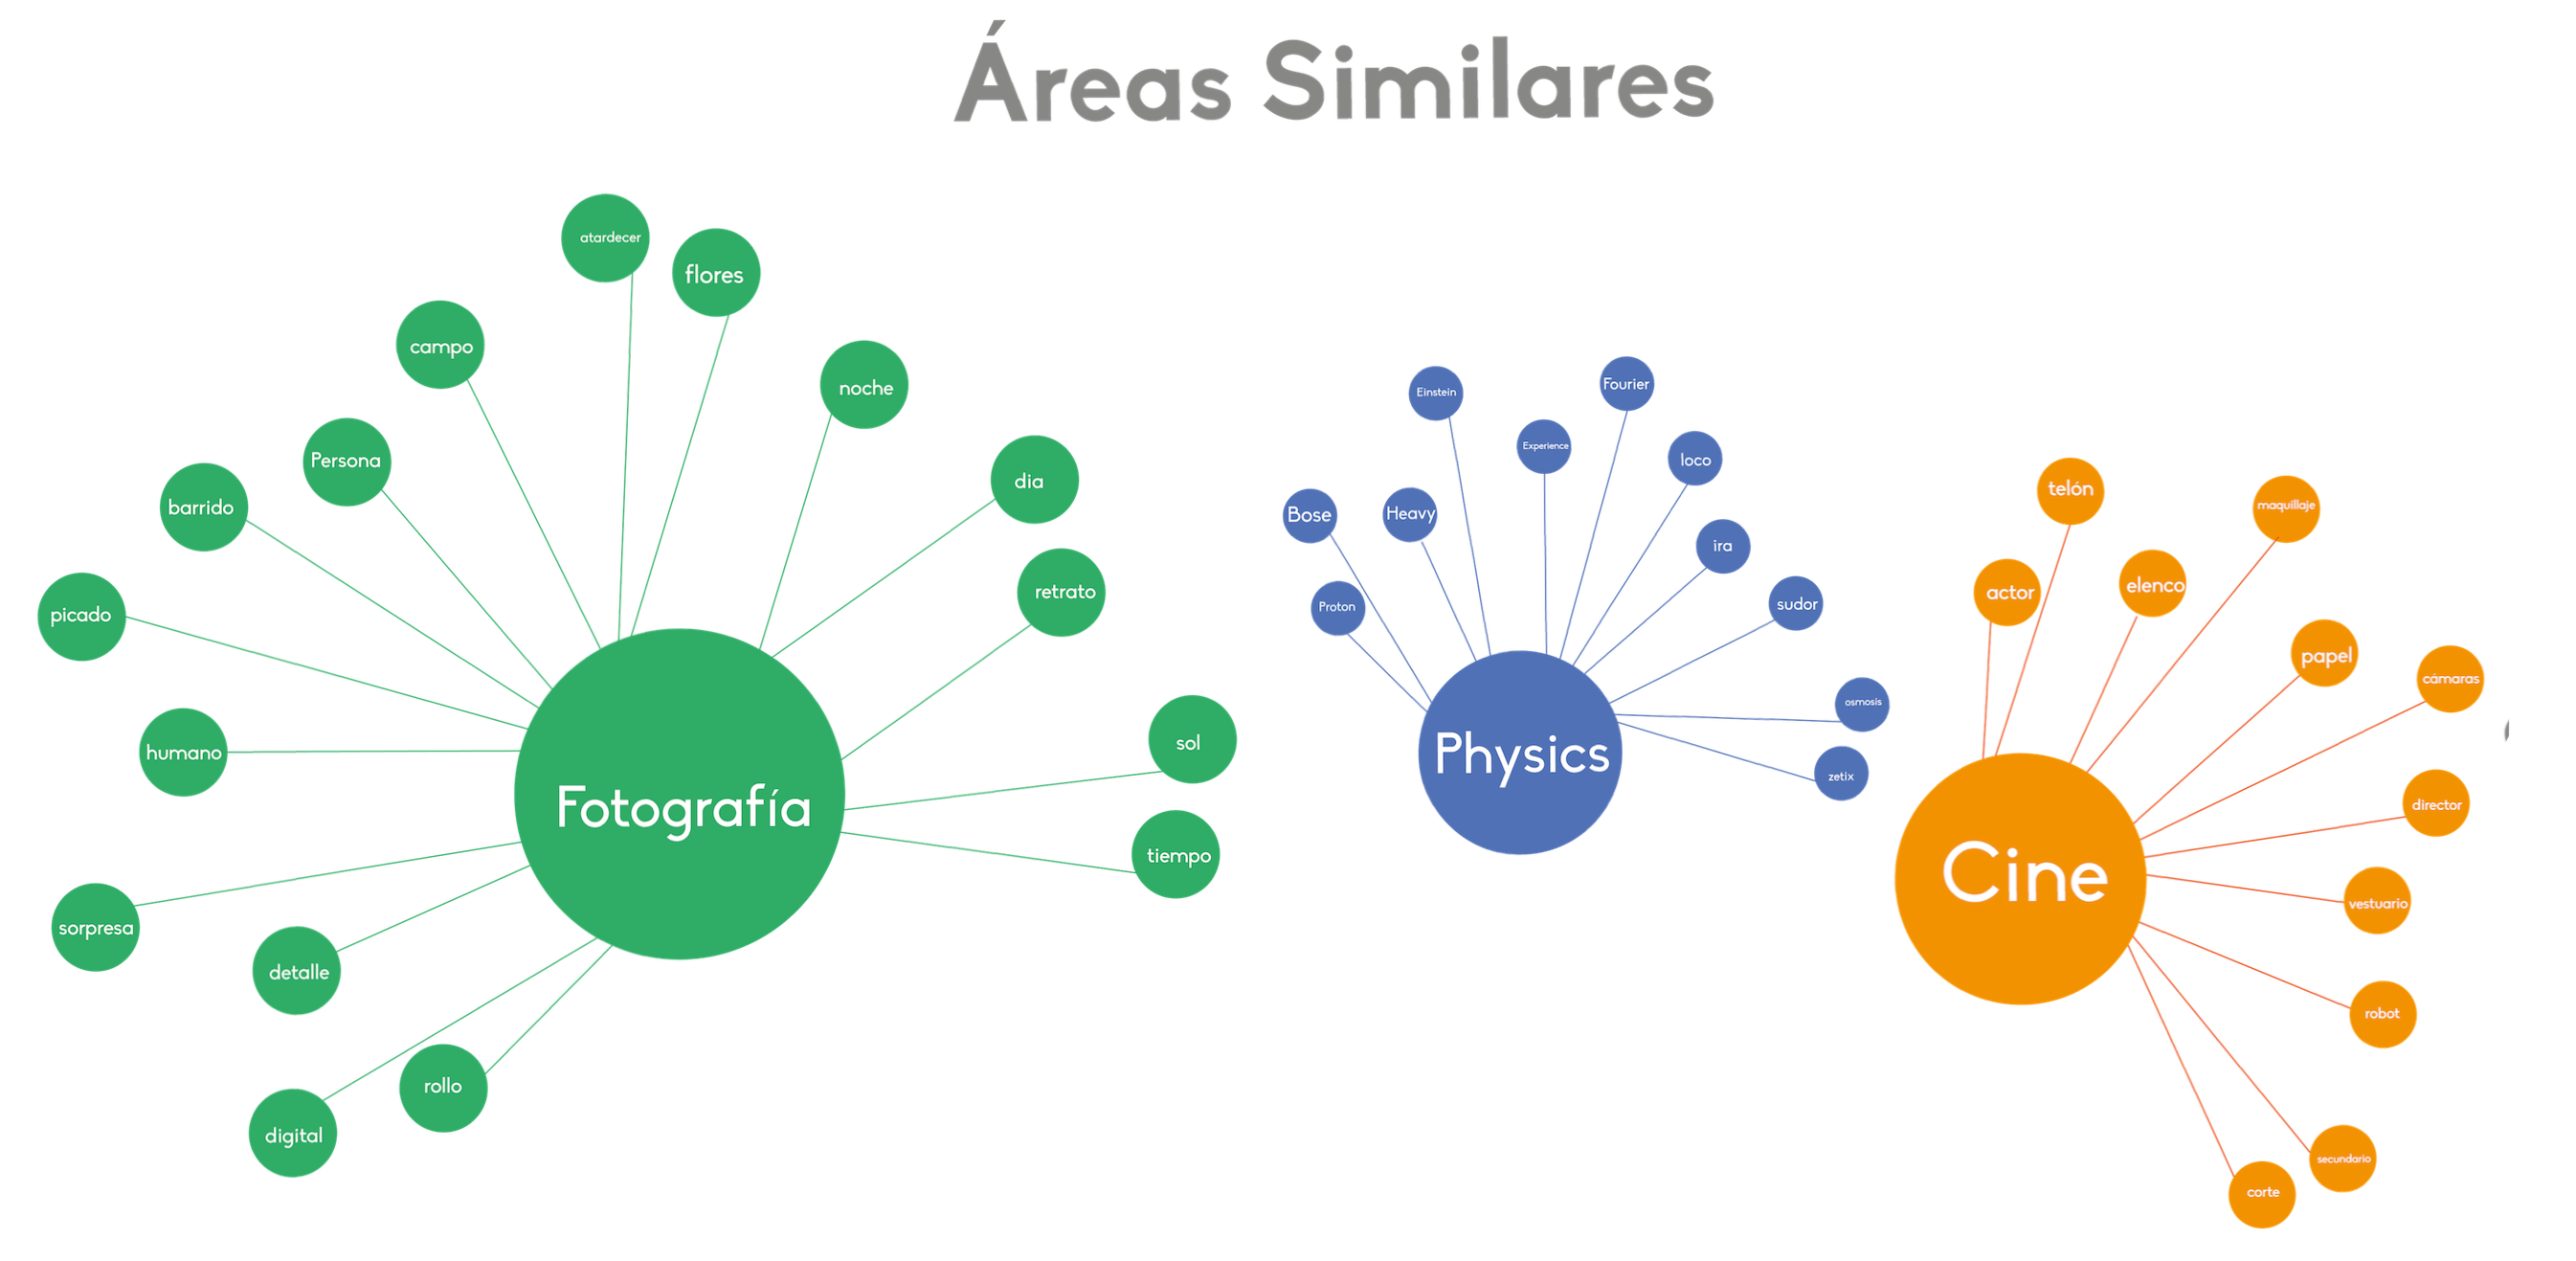 Áreas Similares
atardecer
flores
campo
noche
Persona
dia
barrido
retrato
picado
humano
sol
Fotografía
tiempo
sorpresa
detalle
rollo
digital
Einstein
Fourier
Experience
loco
Bose
Heavy
ira
Proton
sudor
osmosis
Physics
zetix
telón
maquillaje
actor
elenco
papel
cámaras
director
Cine
vestuario
robot
secundario
corte